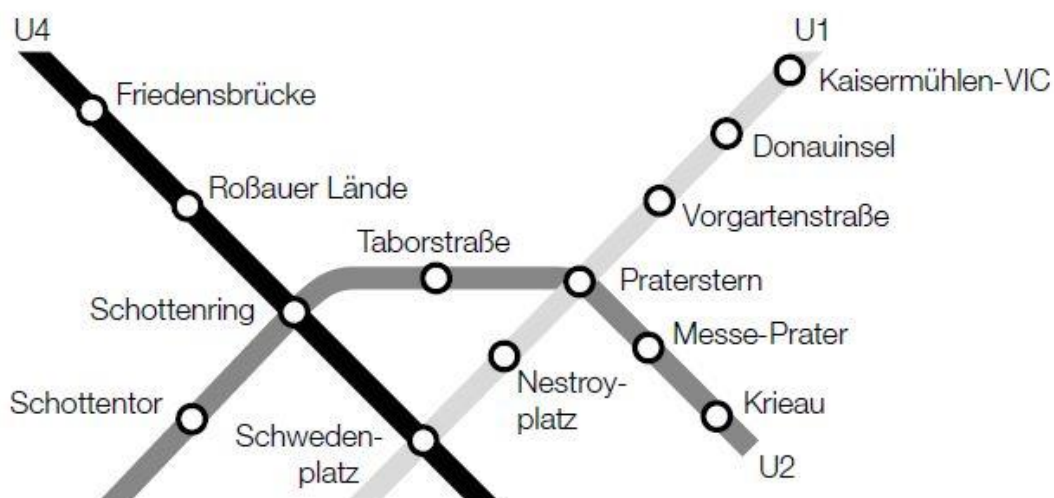 U4
U1
Kaisermühlen-VIC
Friedensbrücke
Donauinsel
Roßauer Lände
Vorgartenstraße
Taborstraße
Praterstern
Schottenring
Messe-Prater
Nestroy-
platz
Schottentor
Krieau
Schweden-
platz
U2